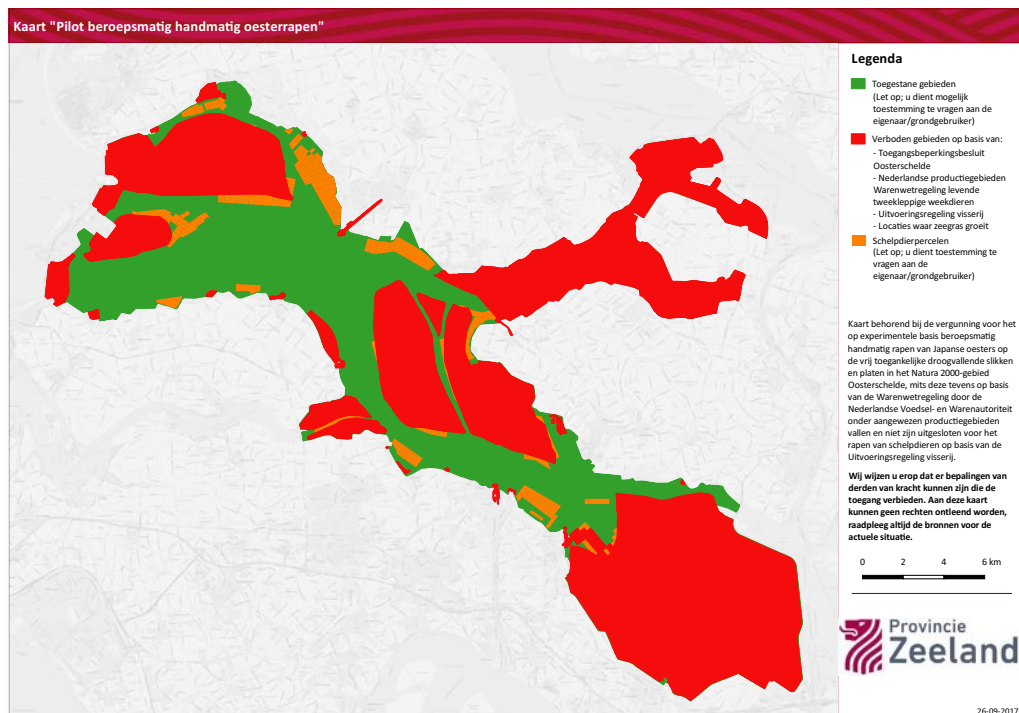 Kaart "Pilot beroepsmatig handmatig oesterrapen"
Legenda
Toegestane gebieden
(Let op; u dient mogelijk
toestemming te vragen aan de
eigenaar/grondgebruiker)
Verboden gebieden op basis van:
- Toegangsbeperkingsbesluit
Oosterschelde
- Nederlandse productiegebieden
Warenwetregeling levende
tweekleppige weekdieren
- Uitvoeringsregeling visserij
- Locaties waar zeegras groeit
Schelpdierpercelen
(Let op; u dient toestemming te
vragen aan de
eigenaar/grondgebruiker)
Kaart behorend bij de vergunning voor het
op experimentele basis beroepsmatig
handmatig rapen van Japanse oesters op
de vrij toegankelijke droogvallende slikken
en platen in het Natura 2000-gebied
Oosterschelde, mits deze tevens op basis
van de Warenwetregeling door de
Nederlandse Voedsel- en Warenautoriteit
onder aangewezen productiegebieden
vallen en niet zijn uitgesloten voor het
rapen van schelpdieren op basis van de
Uitvoeringsregeling visserij.
Wij wijzen u erop dat er bepalingen van
derden van kracht kunnen zijn die de
toegang verbieden. Aan deze kaart
kunnen geen rechten ontleend worden,
raadpleeg altijd de bronnen voor de
actuele situatie.
0 2 4 6 km
Provincie
Zeeland
26-09-2017